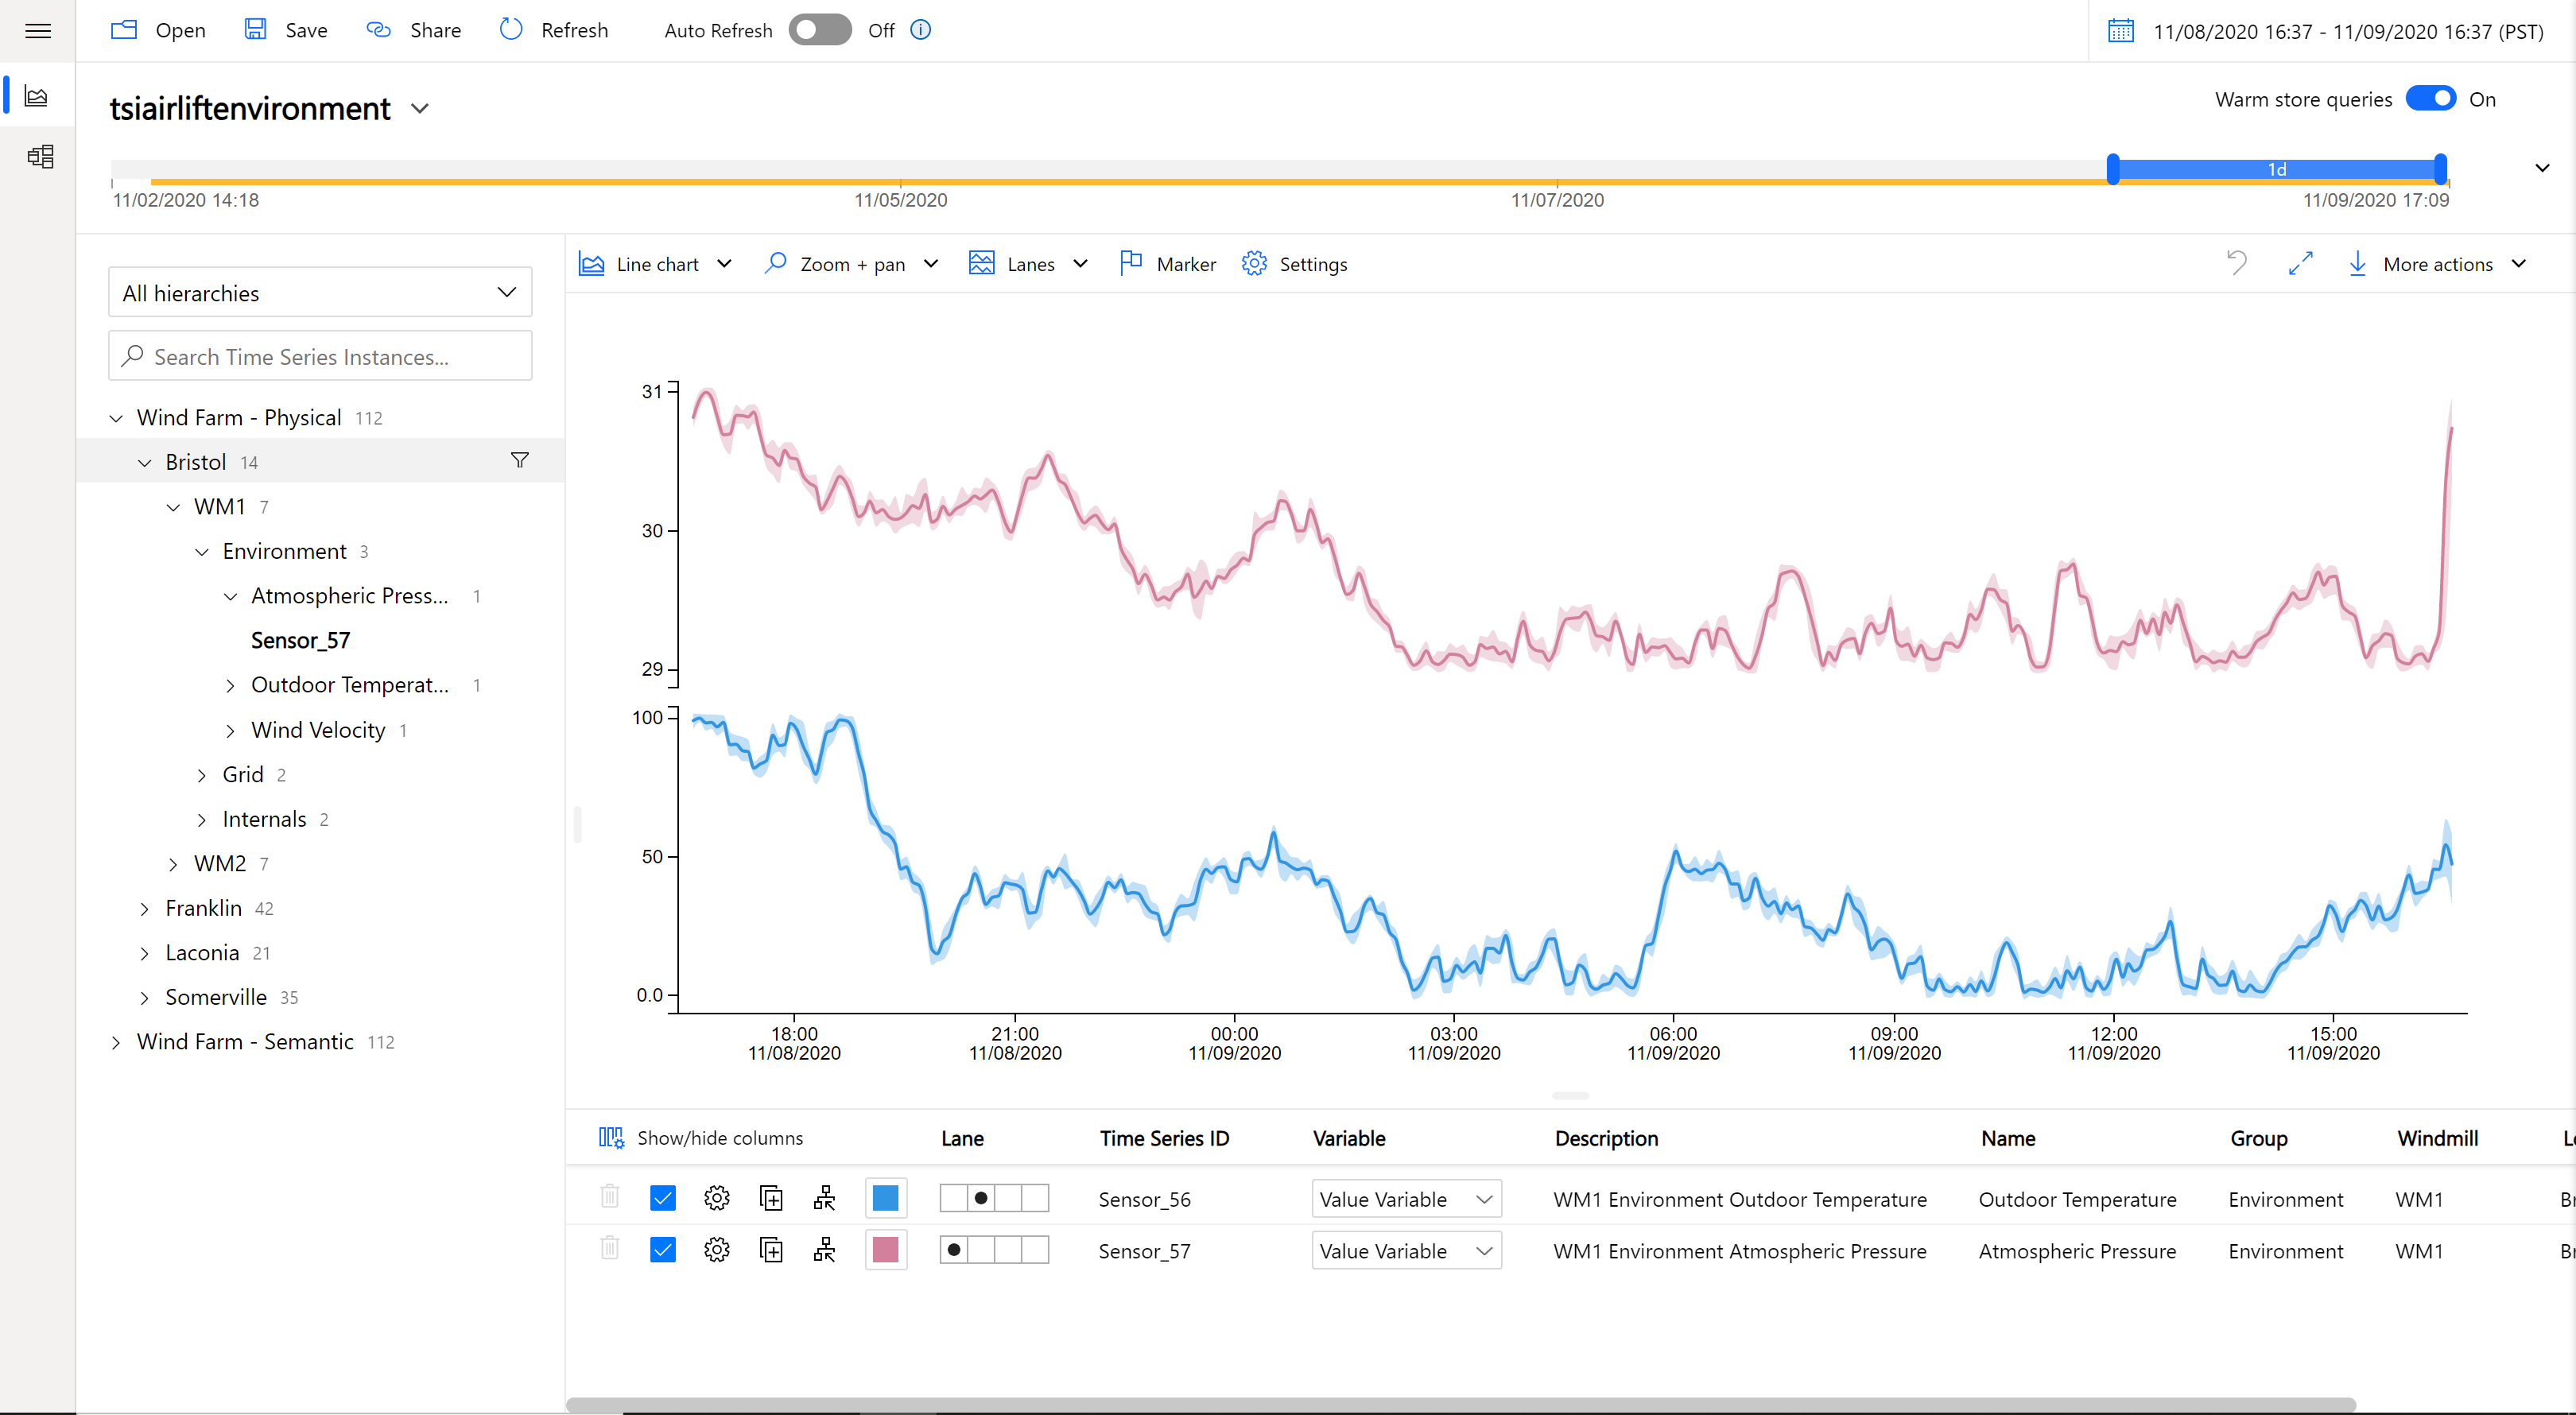 Open Save Share Refresh Auto Refresh Off 11/08/2020 16:37 - 11/09/2020 16:37 (PST)
tsiairliftenvironment
Warm store queries On
1d
11/02/2020 14:18 11/05/2020 11/07/2020 11/09/2020 17:09
Line chart Zoom + pan Lanes Marker Settings More actions
All hierarchies
Search Time Series Instances...
Wind Farm - Physical 112
Bristol 14
WM1 7
Environment 3
Atmospheric Press... 1
Sensor_57
Outdoor Temperat... 1
Wind Velocity 1
Grid 2
Internals 2
WM2 7
Franklin 42
Laconia 21
Somerville 35
Wind Farm - Semantic 112
31
30
29
100
50
0.0
18:00 21:00 00:00 03:00 06:00 09:00 12:00 15:00
11/08/2020 11/08/2020 11/09/2020 11/09/2020 11/09/2020 11/09/2020 11/09/2020 11/09/2020
Show/hide columns Lane Time Series ID Variable Description Name Group Windmill
Sensor_56 Value Variable WM1 Environment Outdoor Temperature Outdoor Temperature Environment WM1
Sensor_57 Value Variable WM1 Environment Atmospheric Pressure Atmospheric Pressure Environment WM1